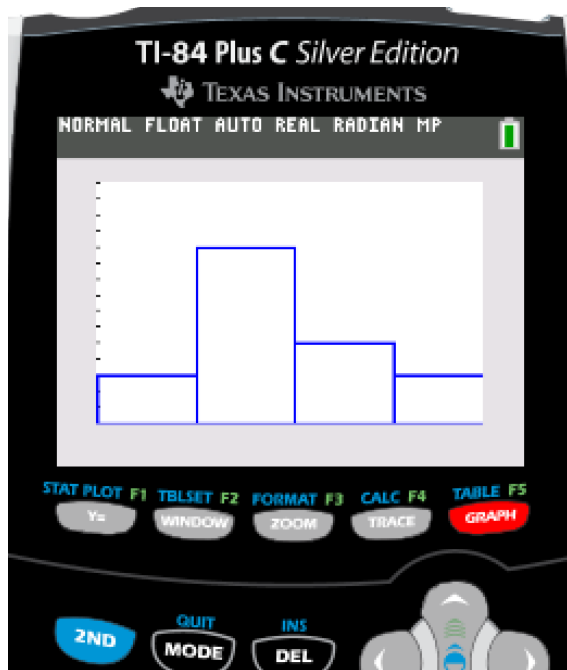 TI-84 Plus C Silver Edition
TEXAS INSTRUMENTS
NORMAL FLOAT AUTO REAL RADIAN MP
STAT PLOT F1 TBLSET F2 FORMAT F3 CALC F4 TABLE F5
Y= WINDOW ZOOM TRACE GRAPH
QUIT INS
2ND MODE DEL